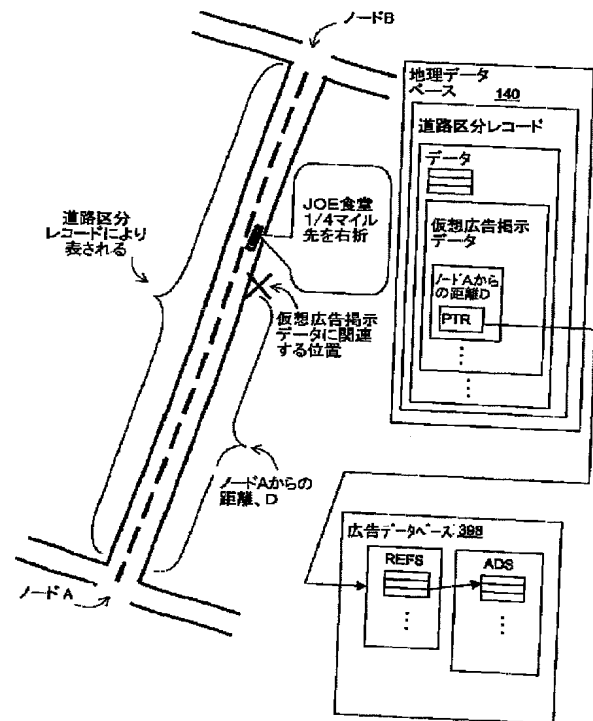 ノードB
地理データ
ベース 140
道路区分レコード
データ
仮想広告掲示
データ
ノードAから
の距離D
PTR
JOE食堂
1/4マイル
先を右折
道路区分
レコードにより
表される
仮想広告掲示
データに関連
する位置
ノードAからの
距離、D
ノードA
広告データベース 398
REFS
ADS